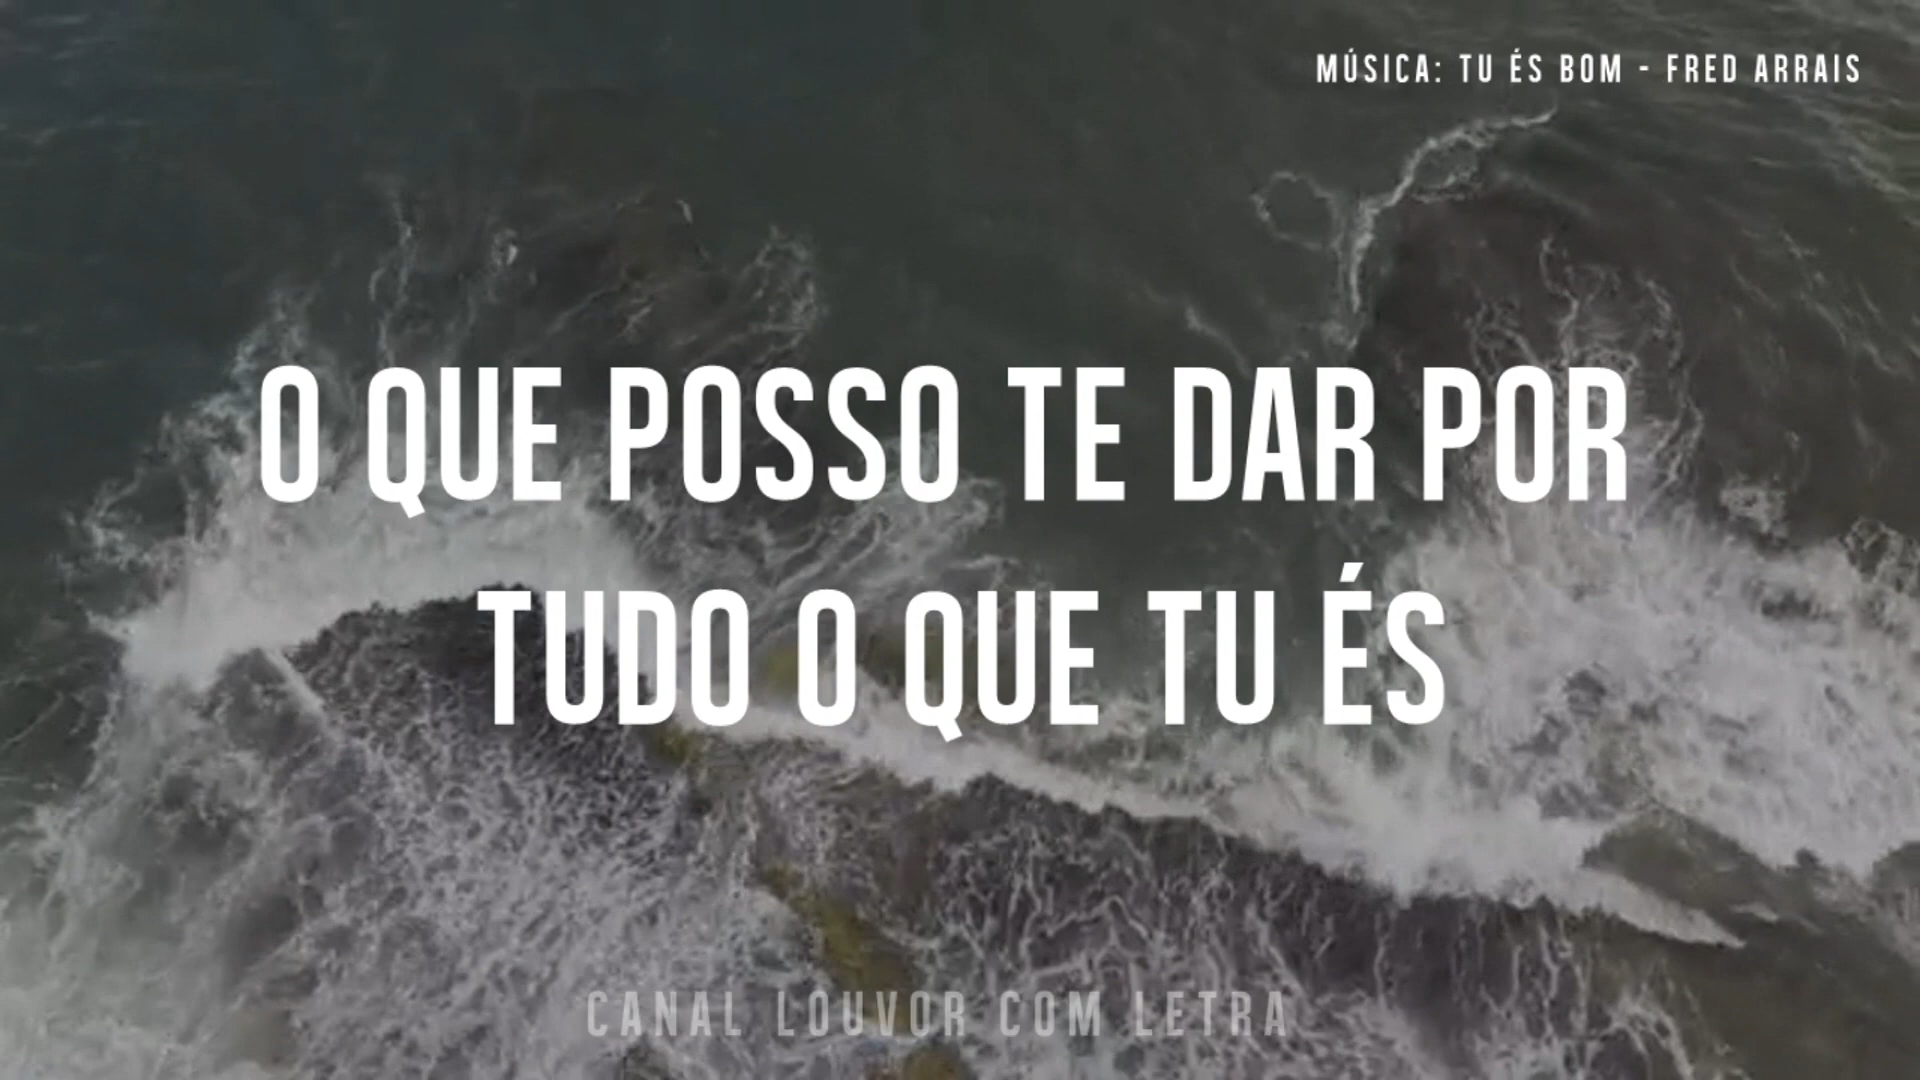 MÚSICA: TU ÉS BOM - FRED ARRAIS
O QUE POSSO TE DAR POR
TUDO O QUE TU ÉS
CANAL LOUVOR COM LETRA